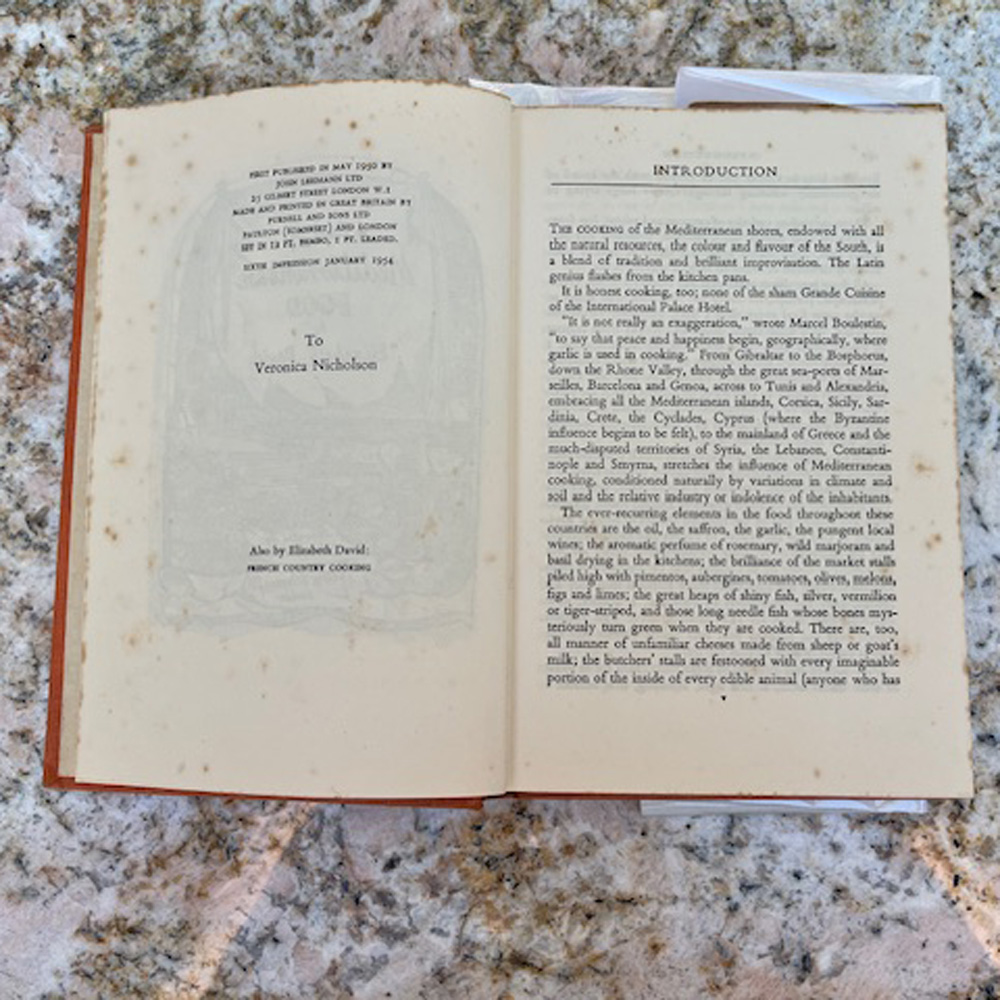 FIRST PUBLISHED IN MAY 1950 BY
JOHN LEHMANN LTD
25 GILBERT STREET LONDON W.1
MADE AND PRINTED IN GREAT BRITAIN BY
PURNELL AND SONS LTD
PAULTON (SOMERSET) AND LONDON
SET IN 12 PT. BEMBO, 1 PT. LEADED.
SIXTH IMPRESSION JANUARY 1954
To
Veronica Nicholson
Also by Elizabeth David:
FRENCH COUNTRY COOKING
INTRODUCTION
THE COOKING of the Mediterranean shores, endowed with all
the natural resources, the colour and flavour of the South, is
a blend of tradition and brilliant improvisation. The Latin
genius flashes from the kitchen pans.
It is honest cooking, too; none of the sham Grande Cuisine
of the International Palace Hotel.
"It is not really an exaggeration," wrote Marcel Boulestin,
"to say that peace and happiness begin, geographically, where
garlic is used in cooking." From Gibraltar to the Bosphorus,
down the Rhone Valley, through the great sea-ports of Mar-
seilles, Barcelona and Genoa, across to Tunis and Alexandria,
embracing all the Mediterranean islands, Corsica, Sicily, Sar-
dinia, Crete, the Cyclades, Cyprus (where the Byzantine
influence begins to be felt), to the mainland of Greece and the
much-disputed territories of Syria, the Lebanon, Constanti-
nople and Smyrna, stretches the influence of Mediterranean
cooking, conditioned naturally by variations in climate and
soil and the relative industry or indolence of the inhabitants.
The ever-recurring elements in the food throughout these
countries are the oil, the saffron, the garlic, the pungent local
wines; the aromatic perfume of rosemary, wild marjoram and
basil drying in the kitchens; the brilliance of the market stalls
piled high with pimentos, aubergines, tomatoes, olives, melons,
figs and limes; the great heaps of shiny fish, silver, vermilion
or tiger-striped, and those long needle fish whose bones mys-
teriously turn green when they are cooked. There are, too,
all manner of unfamiliar cheeses made from sheep or goat's
milk; the butchers' stalls are festooned with every imaginable
portion of the inside of every edible animal (anyone who has
v